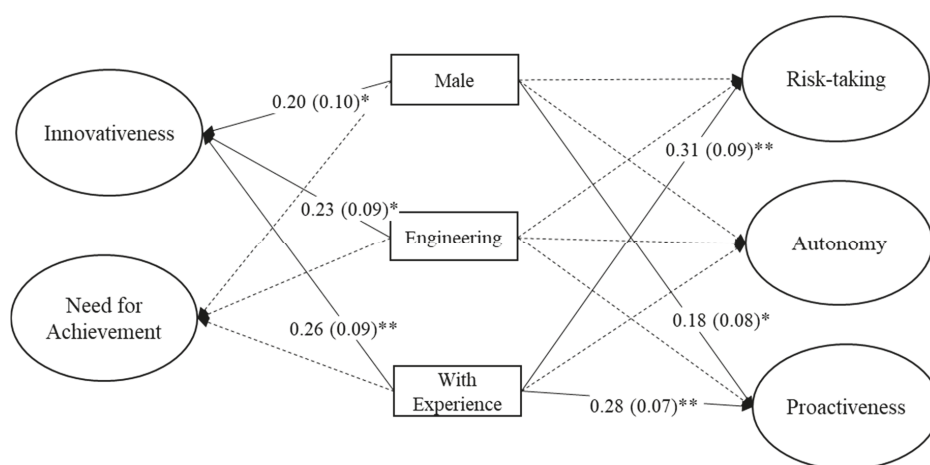 Male
Risk-taking
0.20 (0.10)*
Innovativeness
0.31 (0.09)**
0.23 (0.09)*
Engineering
Autonomy
Need for
Achievement
0.26 (0.09)**
0.18 (0.08)*
With
Experience
0.28 (0.07)**
Proactiveness